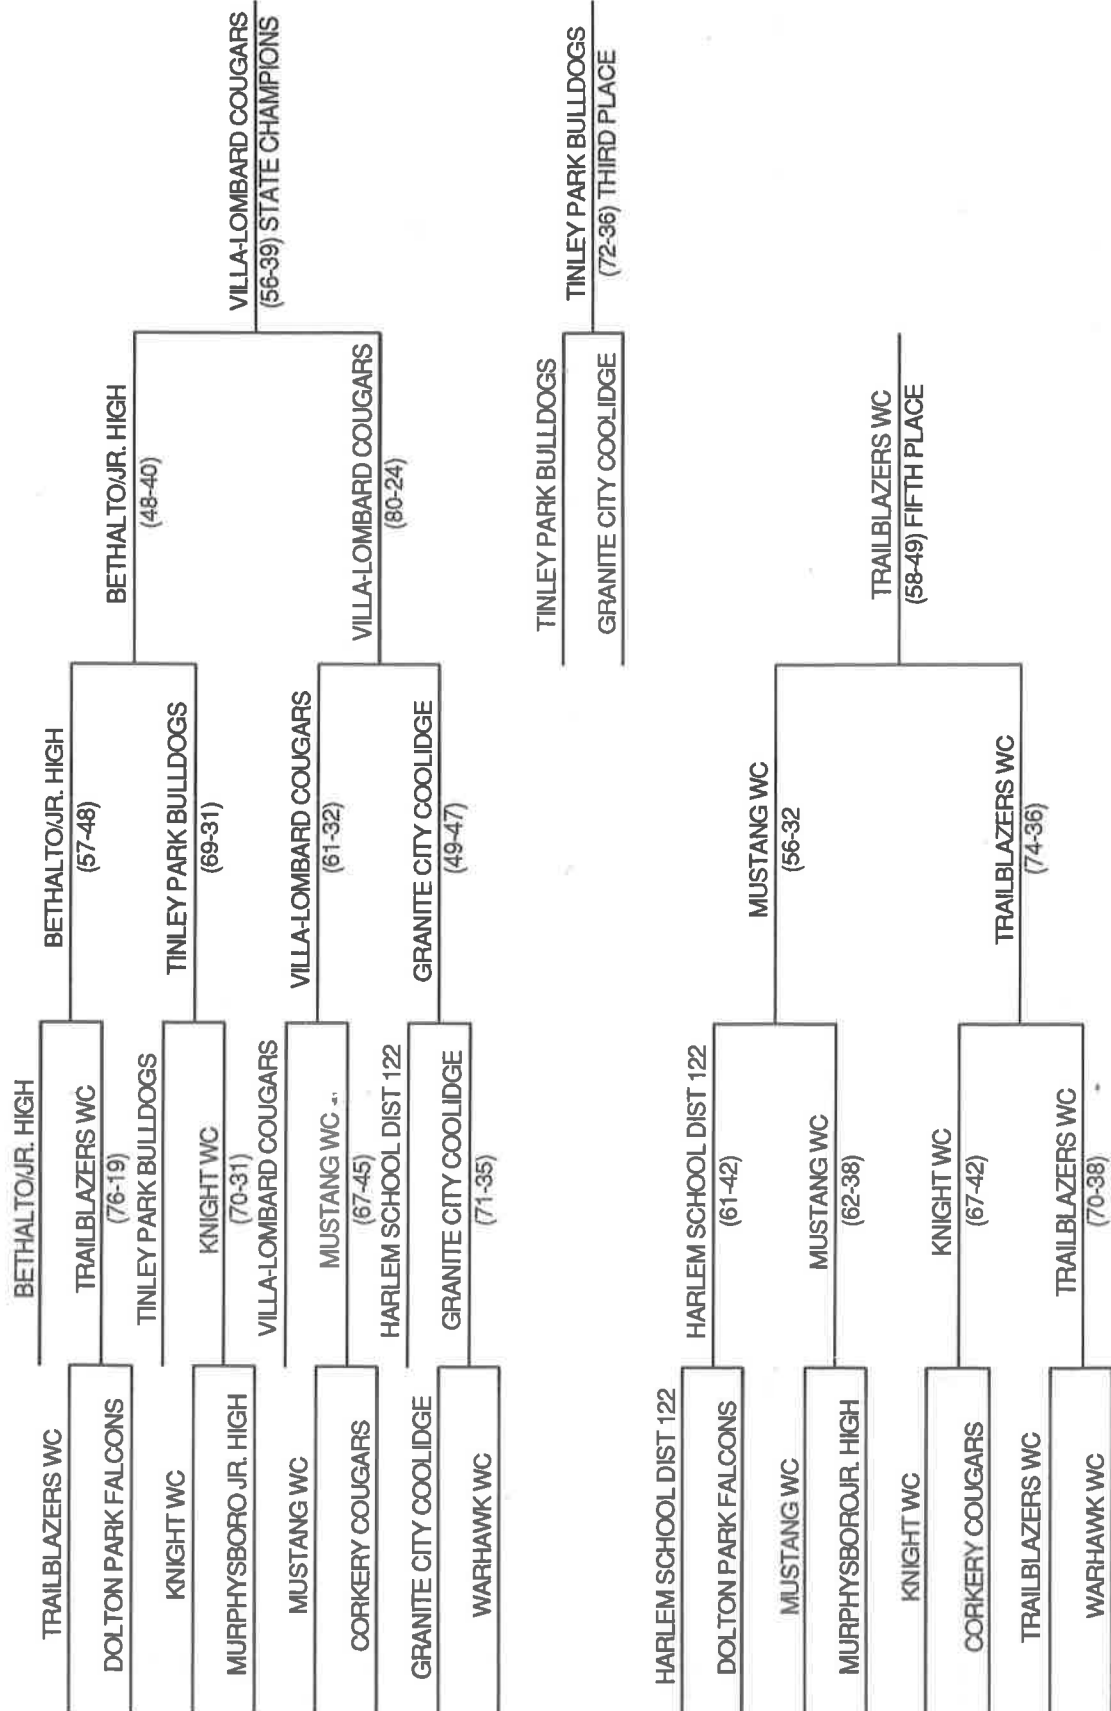 TRAILBLAZERS WC
DOLTON PARK FALCONS
KNIGHT WC
MURPHYSBORO JR. HIGH
MUSTANG WC
CORKERY COUGARS
GRANITE CITY COOLIDGE
WARHAWK WC
BETHALTO/JR. HIGH
TRAILBLAZERS WC
(76-19)
TINLEY PARK BULLDOGS
KNIGHT WC
(70-31)
VILLA-LOMBARD COUGARS
MUSTANG WC
(67-45)
HARLEM SCHOOL DIST 122
GRANITE CITY COOLIDGE
(71-35)
BETHALTO/JR. HIGH
(57-48)
TINLEY PARK BULLDOGS
(69-31)
VILLA-LOMBARD COUGARS
(61-32)
GRANITE CITY COOLIDGE
(49-47)
BETHALTO/JR. HIGH
(48-40)
VILLA-LOMBARD COUGARS
(80-24)
VILLA-LOMBARD COUGARS
(56-39) STATE CHAMPIONS
TINLEY PARK BULLDOGS
GRANITE CITY COOLIDGE
TINLEY PARK BULLDOGS
(72-36) THIRD PLACE
HARLEM SCHOOL DIST 122
DOLTON PARK FALCONS
MUSTANG WC
MURPHYSBORO JR. HIGH
KNIGHT WC
CORKERY COUGARS
TRAILBLAZERS WC
WARHAWK WC
HARLEM SCHOOL DIST 122
(61-42)
MUSTANG WC
(62-38)
KNIGHT WC
(67-42)
TRAILBLAZERS WC
(70-38)
MUSTANG WC
(56-32
TRAILBLAZERS WC
(74-36)
TRAILBLAZERS WC
(58-49) FIFTH PLACE